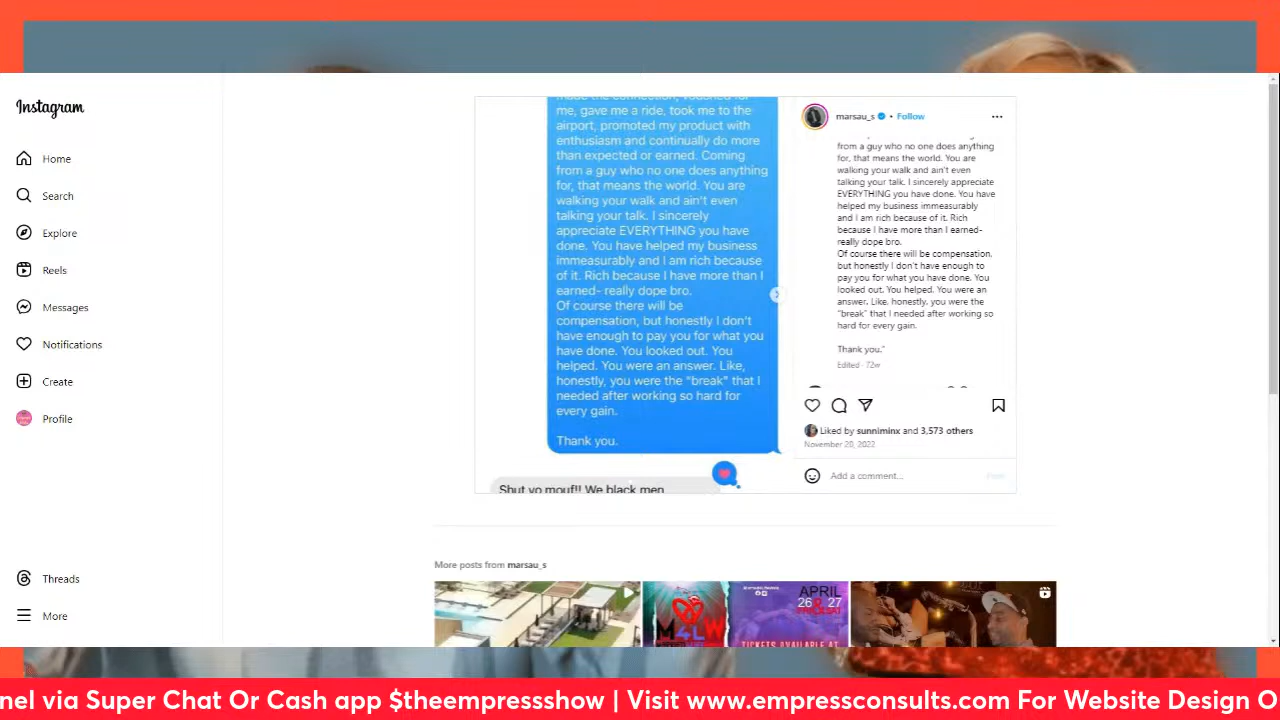 Instagram
Home
Search
Explore
Reels
Messages
Notifications
Create
Profile
Threads
More
made the connection, vouched for
me, gave me a ride, took me to the
airport, promoted my product with
enthusiasm and continually do more
than expected or earned. Coming
from a guy who no one does anything
for, that means the world. You are
walking your walk and ain't even
talking your talk. I sincerely
appreciate EVERYTHING you have
done. You have helped my business
immeasurably and I am rich because
of it. Rich because I have more than I
earned- really dope bro.
Of course there will be
compensation, but honestly I don't
have enough to pay you for what you
have done. You looked out. You
helped. You were an answer. Like,
honestly, you were the "break" that I
needed after working so hard for
every gain.
Thank you.
Shut yo mouf!! We black men
marsau_s • Follow
from a guy who no one does anything
for, that means the world. You are
walking your walk and ain't even
talking your talk. I sincerely appreciate
EVERYTHING you have done. You have
helped my business immeasurably
and I am rich because of it. Rich
because I have more than I earned-
really dope bro.
Of course there will be compensation,
but honestly I don't have enough to
pay you for what you have done. You
looked out. You helped. You were an
answer. Like, honestly, you were the
"break" that I needed after working so
hard for every gain.
Thank you."
Edited · 72w
Liked by sunniminx and 3,573 others
November 20, 2022
Add a comment...
Post
More posts from marsau_s
M4LW
APRIL
26 & 27
TICKETS AVAILABLE AT
nel via Super Chat Or Cash app $theempressshow | Visit www.empressconsults.com For Website Design O